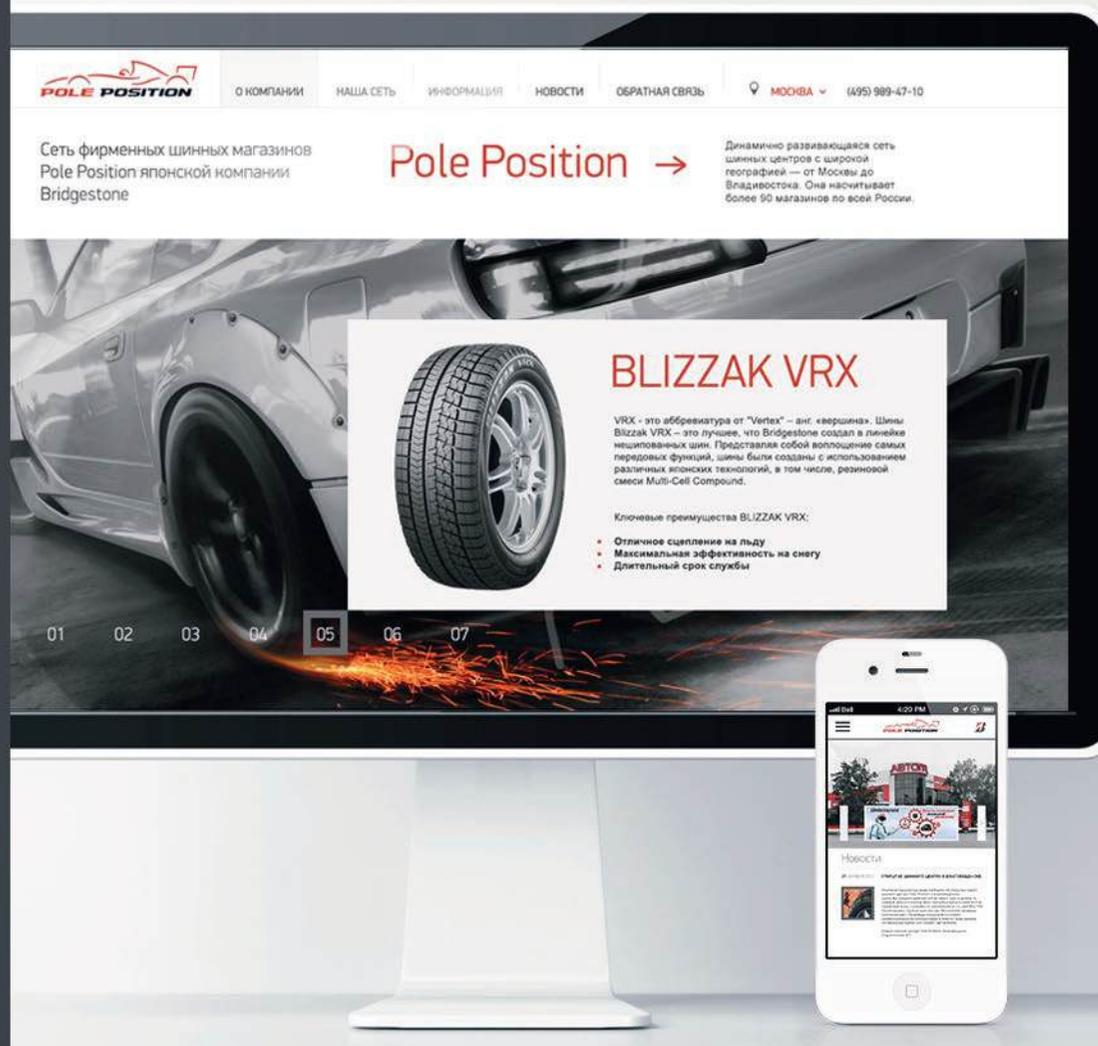 POLE POSITION
О КОМПАНИИ
НАША СЕТЬ
ИНФОРМАЦИЯ
НОВОСТИ
ОБРАТНАЯ СВЯЗЬ
МОСКВА
(495) 989-47-10
Сеть фирменных шинных магазинов
Pole Position японской компании
Bridgestone
Pole Position →
Динамично развивающаяся сеть
шинных центров с широкой
географией — от Москвы до
Владивостока. Она насчитывает
более 90 магазинов по всей России.
BLIZZAK VRX
VRX - это аббревиатура от "Vertex" – анг. «вершина». Шины
Blizzak VRX – это лучшее, что Bridgestone создал в линейке
нешипованных шин. Представляя собой воплощение самых
передовых функций, шины были созданы с использованием
различных японских технологий, в том числе, резиновой
смеси Multi-Cell Compound.
Ключевые преимущества BLIZZAK VRX:
• Отличное сцепление на льду
• Максимальная эффективность на снегу
• Длительный срок службы
01 02 03 04 05 06 07
4:20 PM
POLE POSITION
Новости